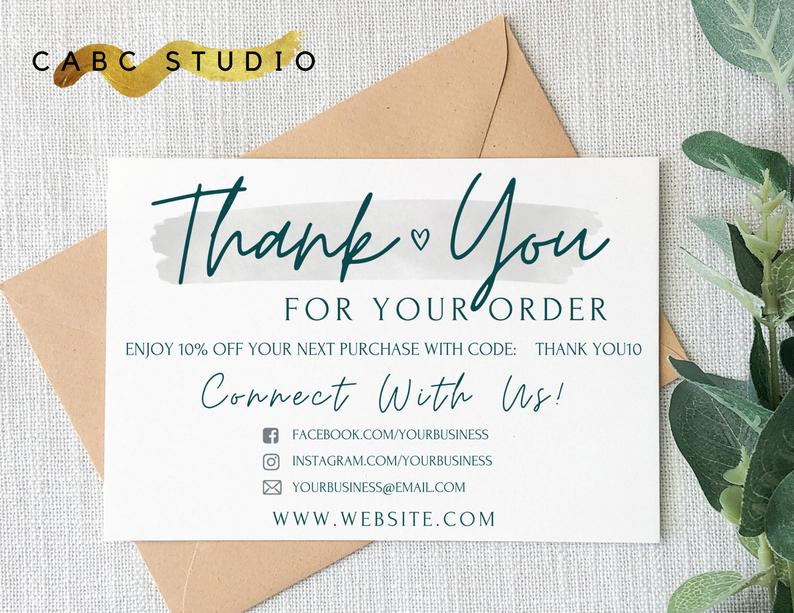 CABC STUDIO
Thank You
FOR YOUR ORDER
ENJOY 10% OFF YOUR NEXT PURCHASE WITH CODE: THANK YOU10
Connect With Us!
FACEBOOK.COM/YOURBUSINESS
INSTAGRAM.COM/YOURBUSINESS
YOURBUSINESS@EMAIL.COM
WWW.WEBSITE.COM